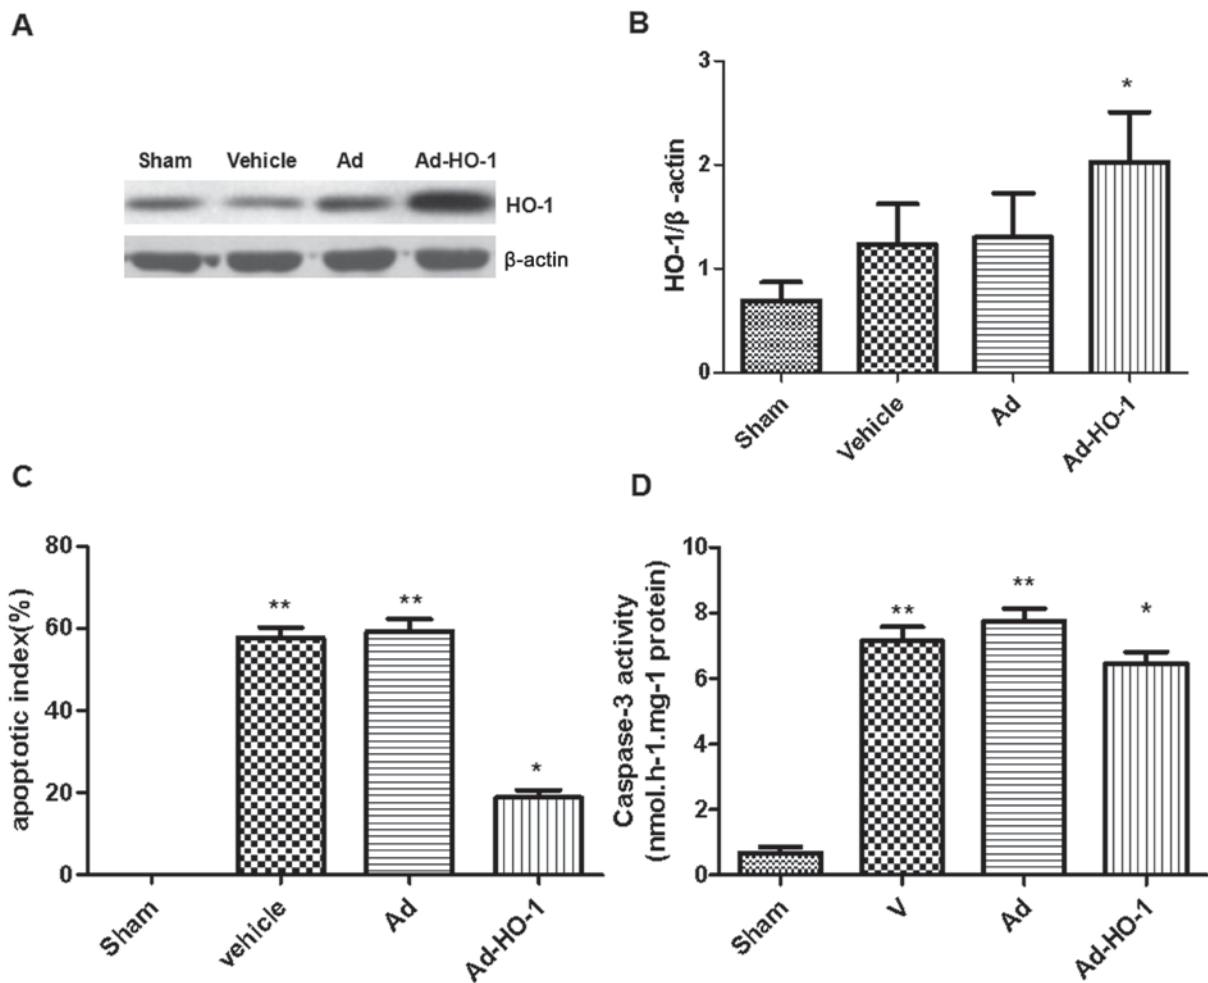 A
Sham Vehicle Ad Ad-HO-1
HO-1
β-actin
B
HO-1/β -actin
3
2
1
0
*
Sham Vehicle Ad Ad-HO-1
C
apoptotic index(%)
80
60
40
20
0
** ** *
Sham vehicle Ad Ad-HO-1
D
Caspase-3 activity
(nmol.h-1.mg-1 protein)
10
8
6
4
2
0
** ** *
Sham V Ad Ad-HO-1